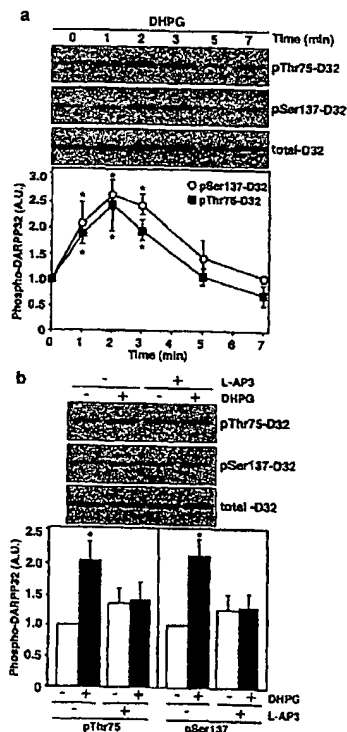 a
DHPG
0 1 2 3 5 7 Time (min)
pThr75-D32
pSer137-D32
total-D32
Phospho-DARPP32 (A.U.)
3.0
2.5
2.0
1.5
1.0
0.5
0
* * *
* * *
pSer137-D32
pThr75-D32
0 1 2 3 4 5 6 7
Time (min)
b
- + L-AP3
- + - + DHPG
pThr75-D32
pSer137-D32
total -D32
Phospho-DARPP32 (A.U.)
2.5
2.0
1.5
1.0
0.5
0
* *
- + - + - + - + DHPG
- + - + L-AP3
pThr75 pSer137